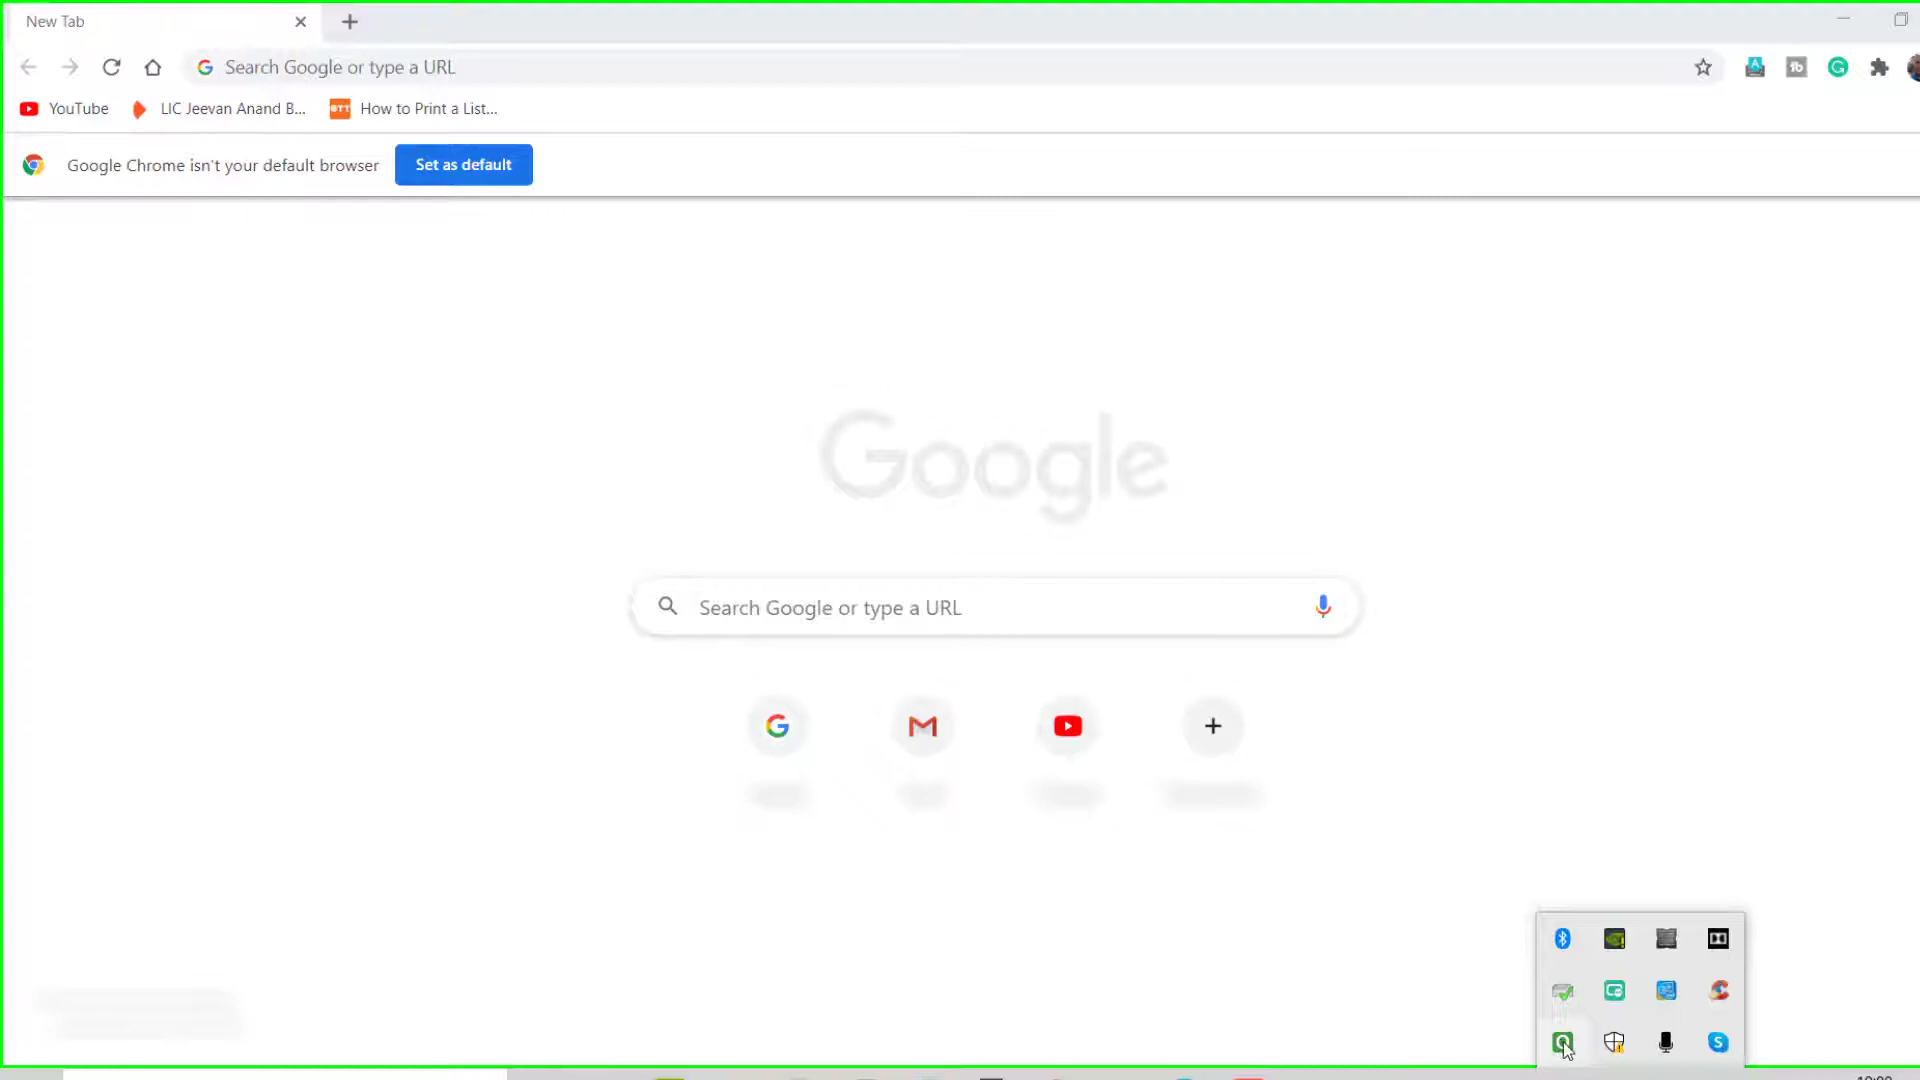 New Tab
Search Google or type a URL
YouTube
LIC Jeevan Anand B...
How to Print a List...
Google Chrome isn't your default browser
Set as default
Google
Search Google or type a URL